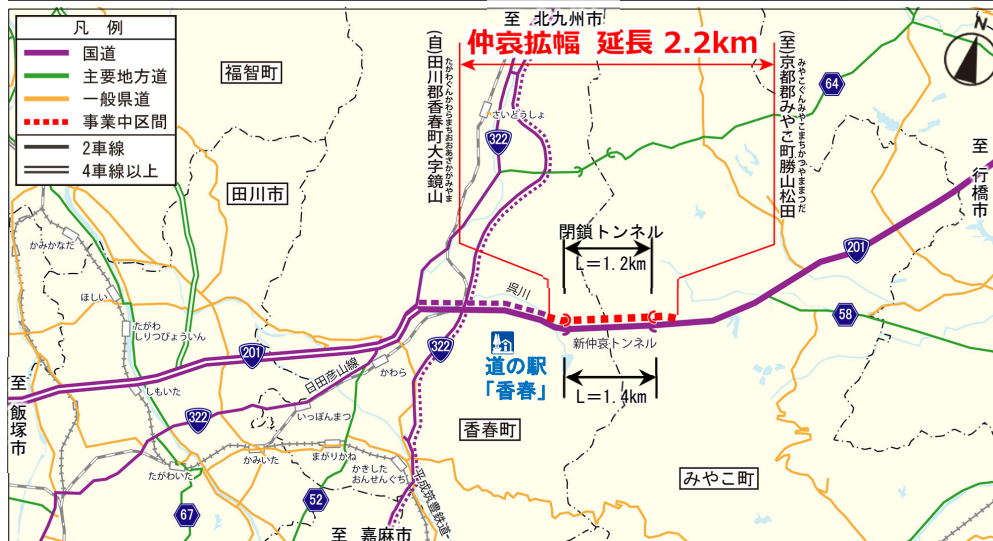 凡 例
国道
主要地方道
一般県道
事業中区間
2車線
4車線以上
至 北九州市
仲哀拡幅 延長 2.2km
(自)田川郡香春町大字鏡山
たがわぐんかわらまちおおあざかがみやま
(至)京都郡みやこ町勝山松田
みやこぐんみやこまちかつやままつだ
N
福智町
田川市
さいどうしょ
322
64
至 行橋市
閉鎖トンネル
L=1.2km
201
かみかなだ
ほしい
たがわ
しりつびょういん
呉川
58
新仲哀トンネル
201
322
道の駅
「香春」
L=1.4km
日田彦山線
かわら
至 飯塚市
しもいた
いっぽんまつ
322
香春町
みやこ町
たがわいた
かみいた
まがりかね
かきした
おんせんぐち
平成筑豊鉄道
67
52
至 嘉麻市